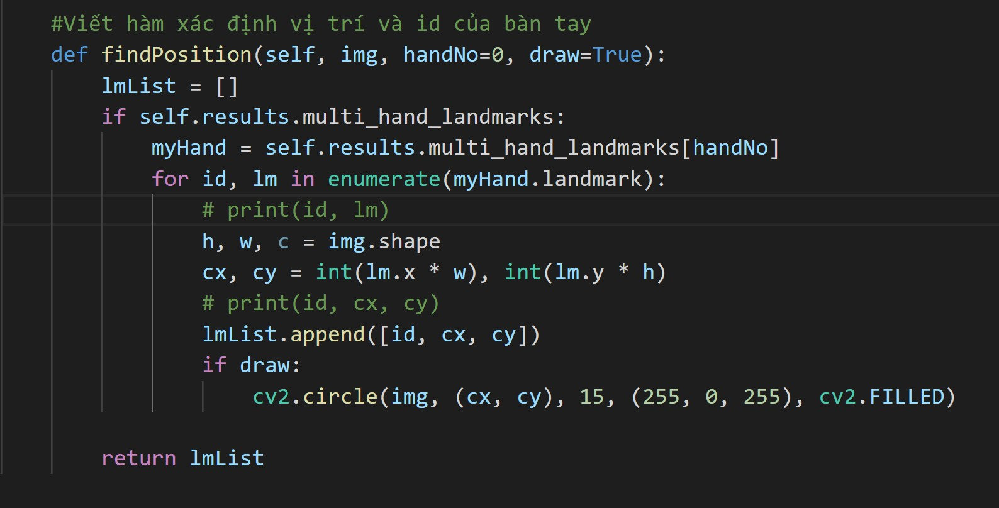 #Viết hàm xác định vị trí và id của bàn tay
def findPosition(self, img, handNo=0, draw=True):
    lmList = []
    if self.results.multi_hand_landmarks:
        myHand = self.results.multi_hand_landmarks[handNo]
        for id, lm in enumerate(myHand.landmark):
            # print(id, lm)
            h, w, c = img.shape
            cx, cy = int(lm.x * w), int(lm.y * h)
            # print(id, cx, cy)
            lmList.append([id, cx, cy])
            if draw:
                cv2.circle(img, (cx, cy), 15, (255, 0, 255), cv2.FILLED)
    return lmList